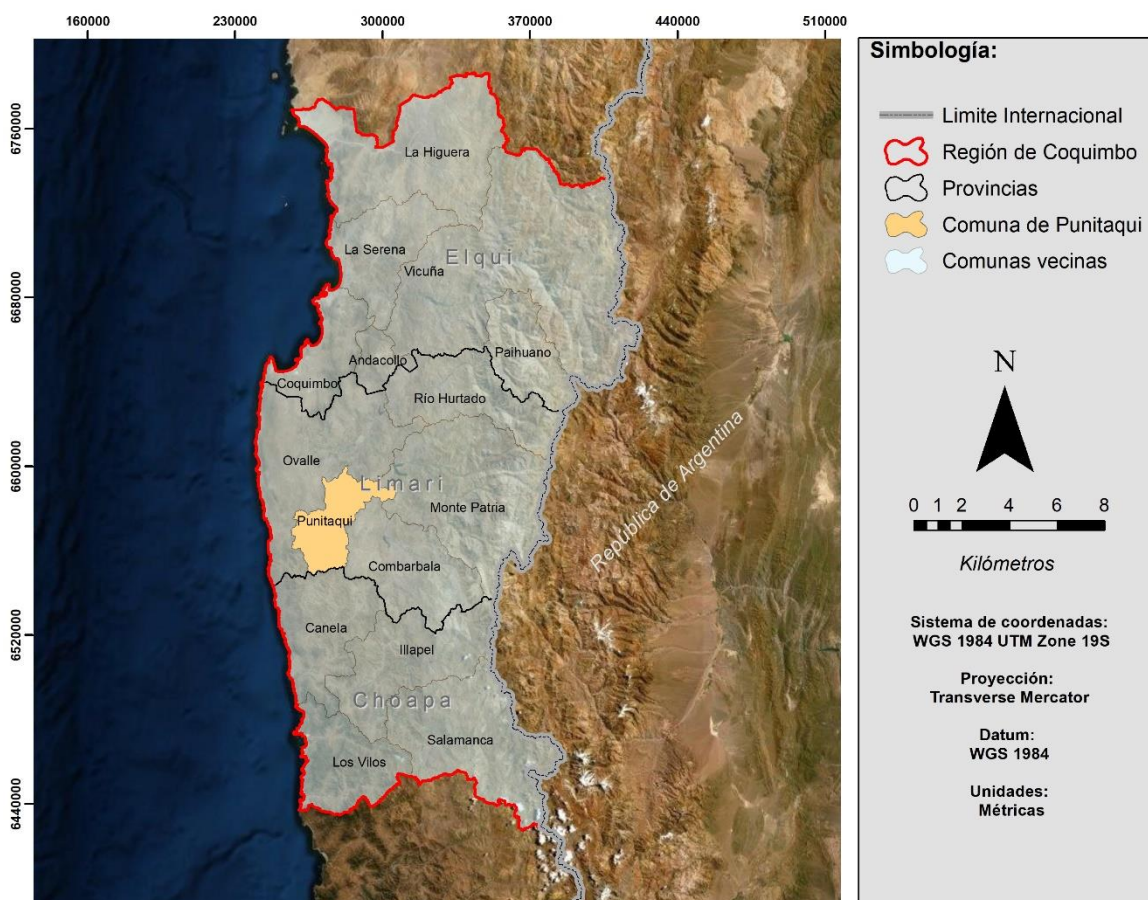 160000 230000 300000 370000 440000 510000
6760000
6680000
6600000
6520000
6440000
La Higuera
La Serena
Elqui
Vicuña
Andacollo
Paihuano
Coquimbo
Río Hurtado
Ovalle
Limari
Monte Patria
Punitaqui
Combarbala
Canela
Illapel
Choapa
Salamanca
Los Vilos
República de Argentina
Simbología:
Limite Internacional
Región de Coquimbo
Provincias
Comuna de Punitaqui
Comunas vecinas
N
0 1 2 4 6 8
Kilómetros
Sistema de coordenadas:
WGS 1984 UTM Zone 19S
Proyección:
Transverse Mercator
Datum:
WGS 1984
Unidades:
Métricas